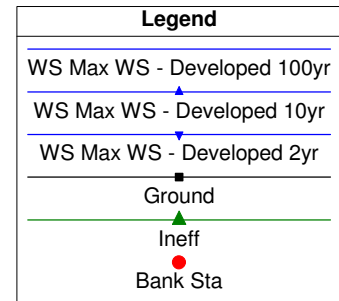 Legend
WS Max WS - Developed 100yr
WS Max WS - Developed 10yr
WS Max WS - Developed 2yr
Ground
Ineff
Bank Sta